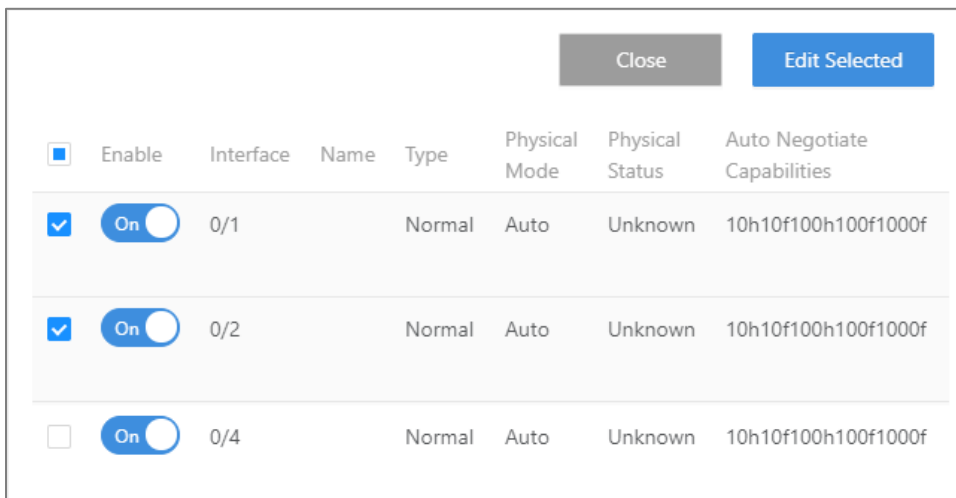 Close Edit Selected
Enable Interface Name Type Physical Mode Physical Status Auto Negotiate Capabilities
On 0/1 Normal Auto Unknown 10h10f100h100f1000f
On 0/2 Normal Auto Unknown 10h10f100h100f1000f
On 0/4 Normal Auto Unknown 10h10f100h100f1000f